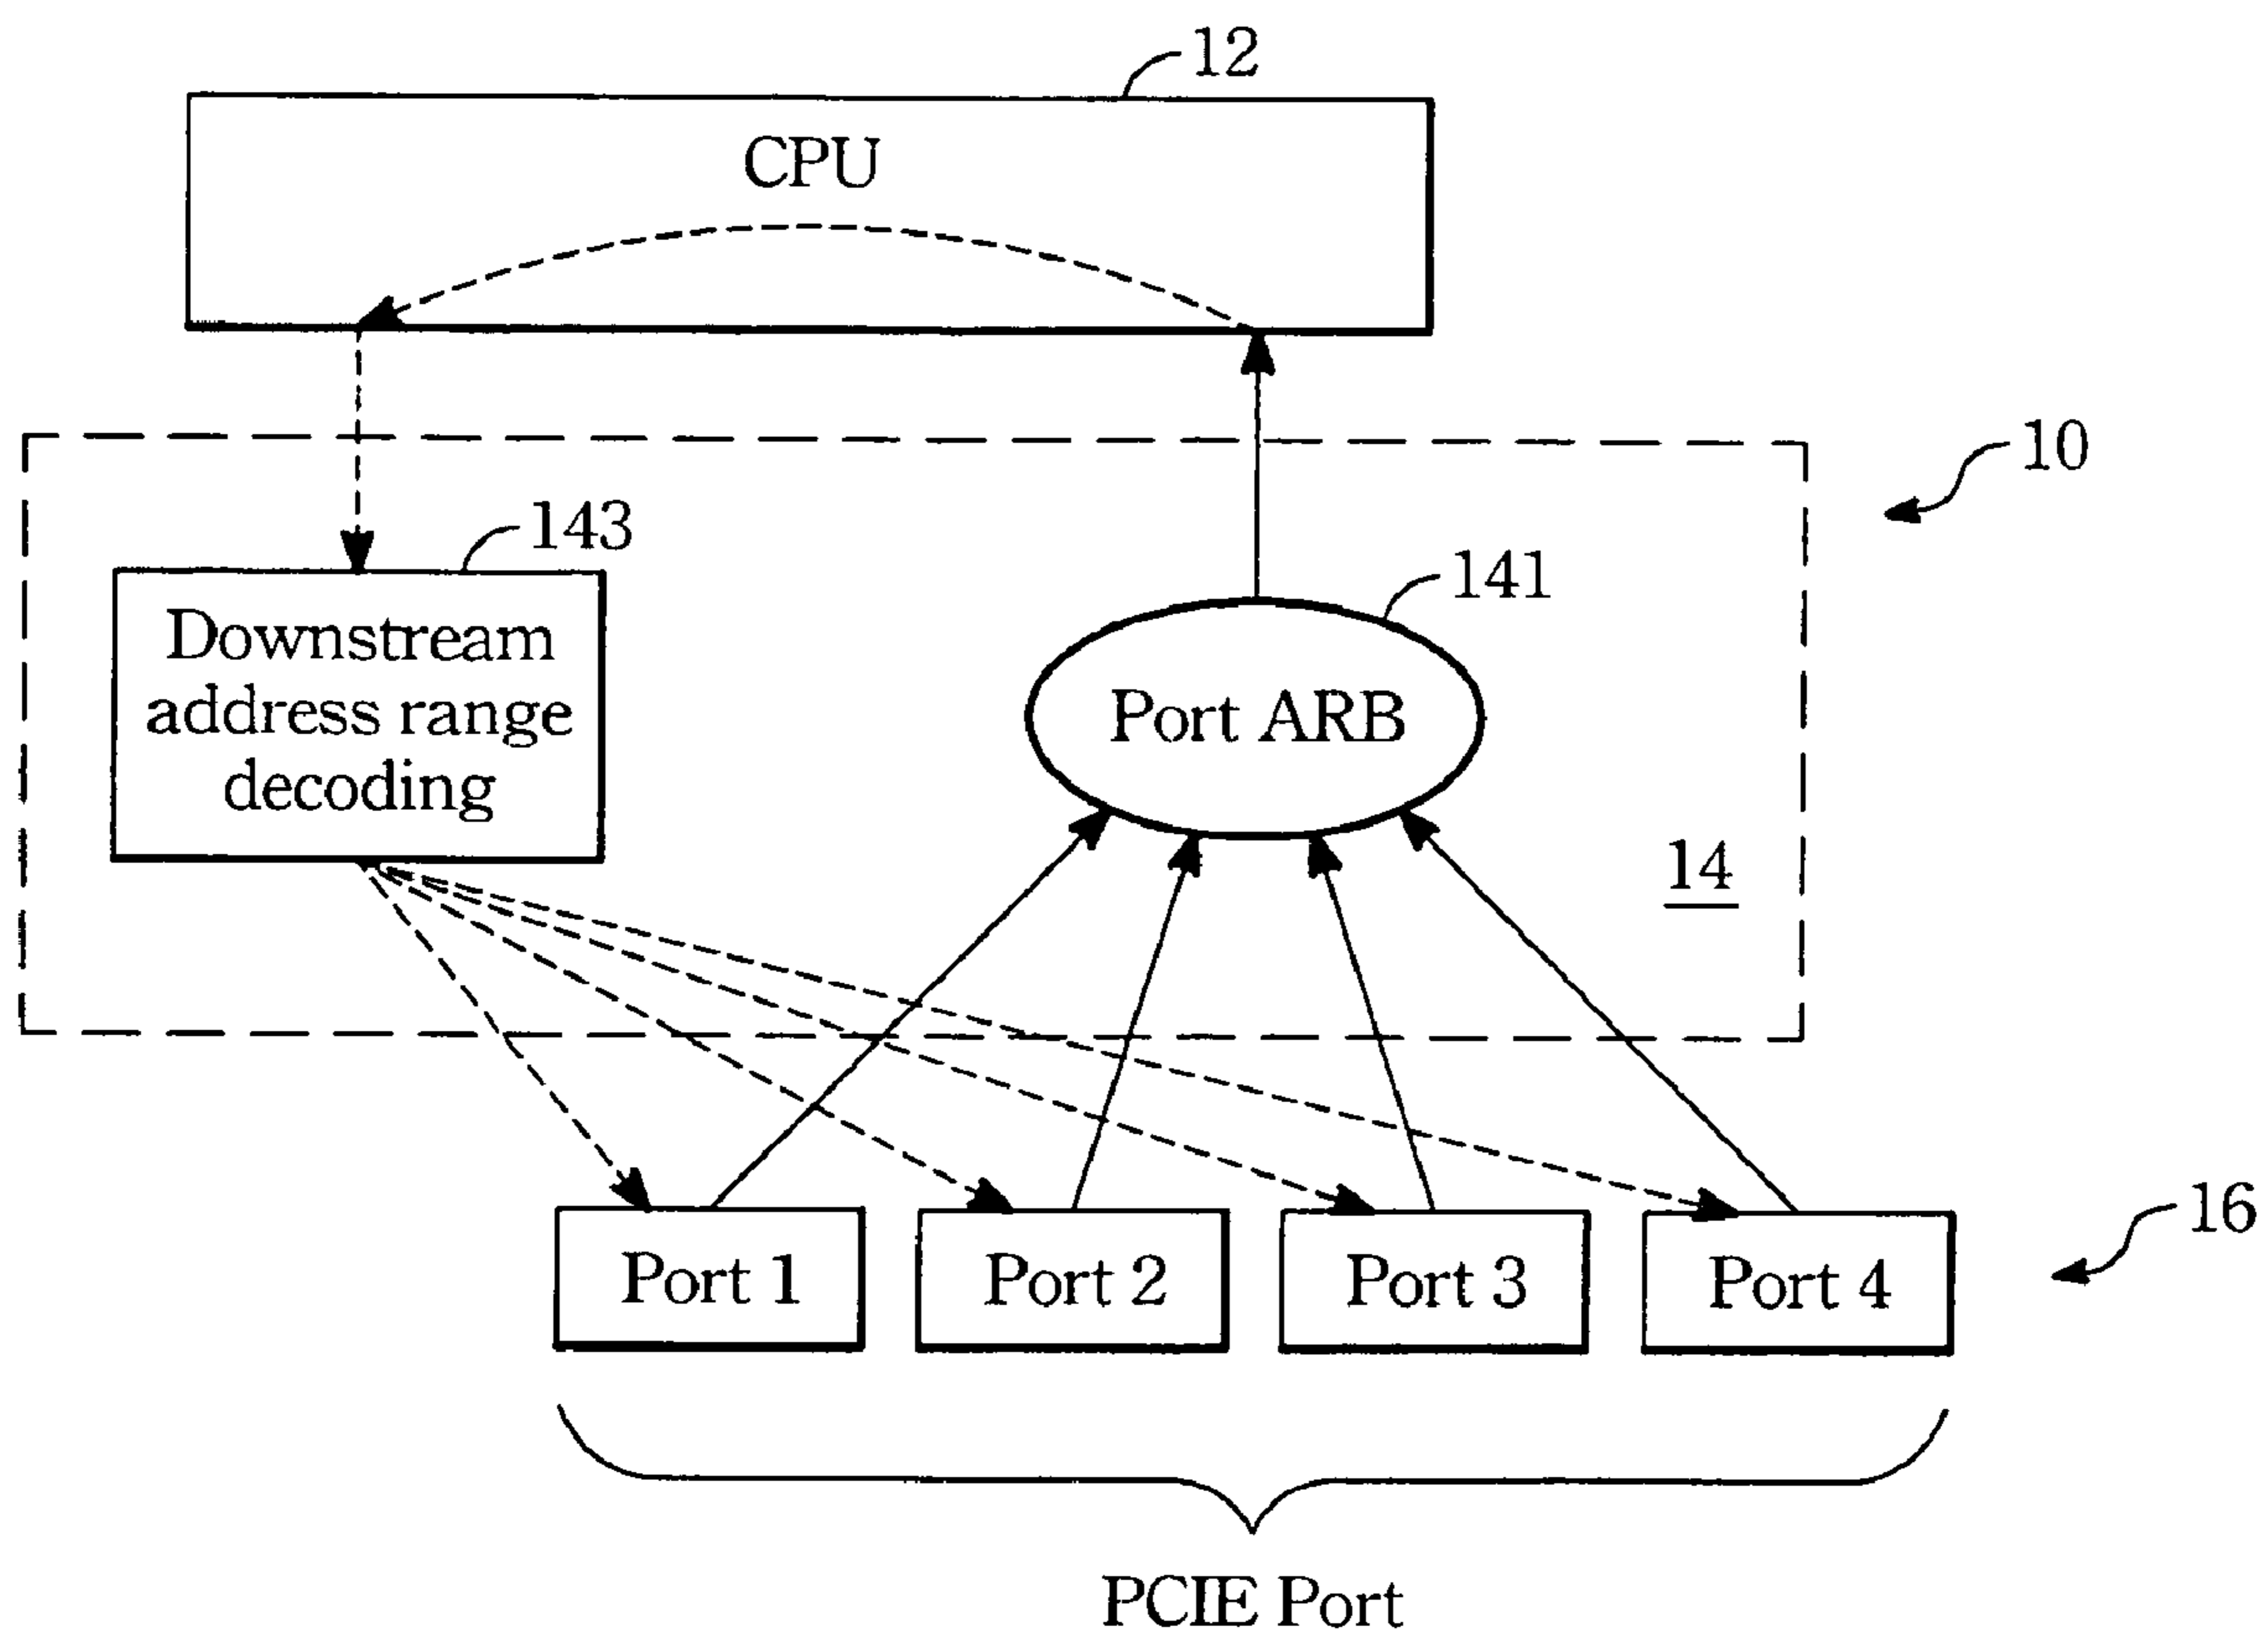 12
CPU
10
143
Downstream
address range
decoding
141
Port ARB
14
16
Port 1
Port 2
Port 3
Port 4
PCIE Port